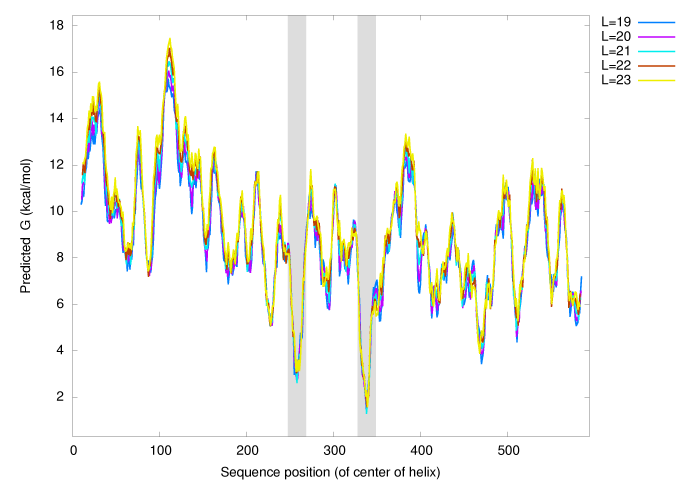 18
16
14
12
10
8
6
4
2
0
100
200
300
400
500
Predicted G (kcal/mol)
Sequence position (of center of helix)
L=19
L=20
L=21
L=22
L=23